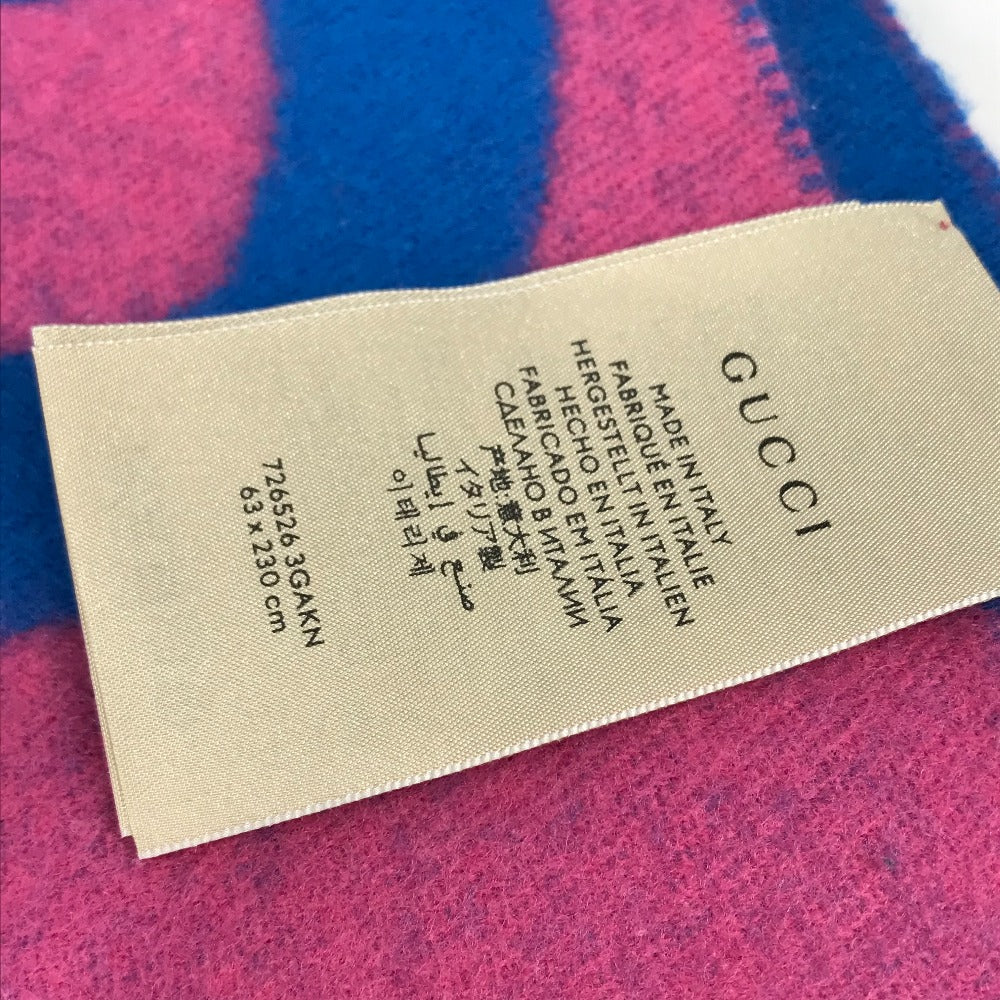 GUCCI
MADE IN ITALY
FABRIQUÉ EN ITALIE
HERGESTELLT IN ITALIEN
HECHO EN ITALIA
FABRICADO EM ITÁLIA
СДЕЛАНО В ИТАЛИИ
产地:意大利
イタリア製
صنع في إيطاليا
이태리제
726526 3GAKN
63 x 230 cm